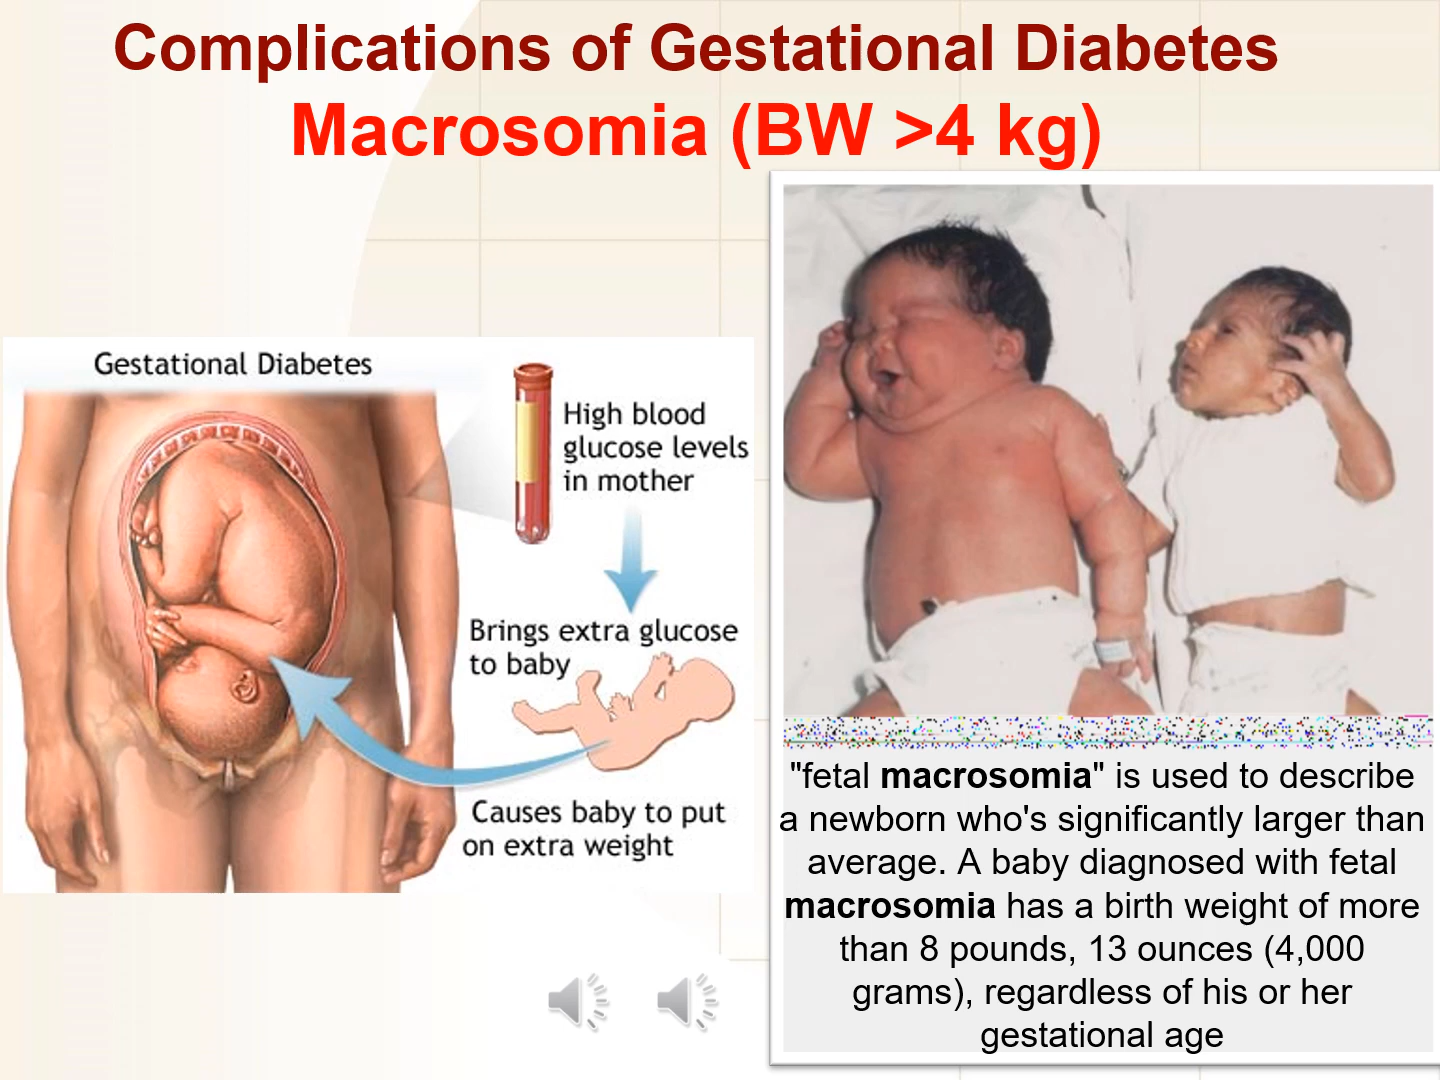 Complications of Gestational Diabetes
Macrosomia (BW >4 kg)
Gestational Diabetes
High blood
glucose levels
in mother
Brings extra glucose
to baby
Causes baby to put
on extra weight
"fetal macrosomia" is used to describe
a newborn who's significantly larger than
average. A baby diagnosed with fetal
macrosomia has a birth weight of more
than 8 pounds, 13 ounces (4,000
grams), regardless of his or her
gestational age